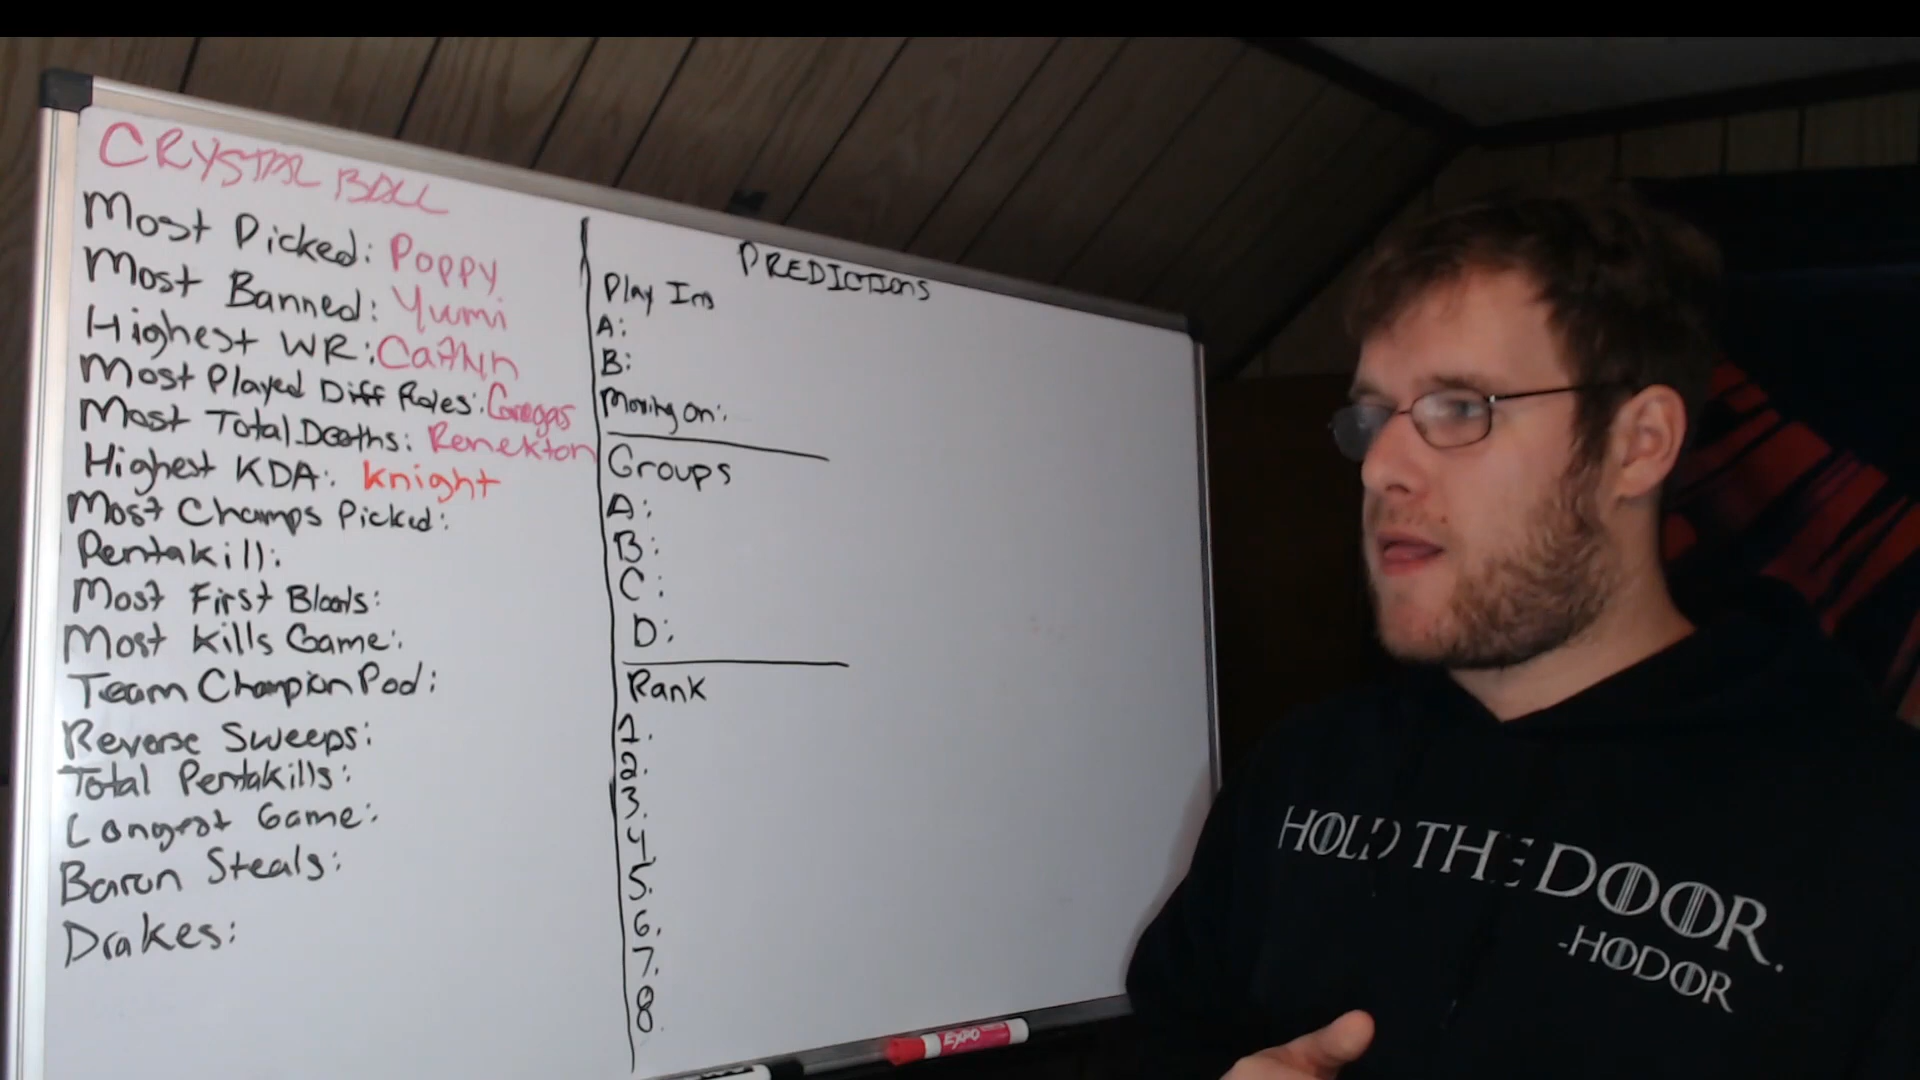 CRYSTAL BALL
Most Picked: Poppy
Most Banned: Yumi
Highest WR: Caitlyn
Most Played Diff Roles: Gragas
Most Total Deaths: Renekton
Highest KDA: knight
Most Champs Picked:
Pentakill:
Most First Bloods:
Most Kills Game:
Team Champion Pod:
Reverse Sweeps:
Total Pentakills:
Longest Game:
Baron Steals:
Drakes:
PREDICTIONS
Play Ins
A:
B:
Moving on:
Groups
A:
B:
C:
D:
Rank
1.
2.
3.
4.
5.
6.
7.
8.
EXPO
HOLD THE DOOR.
-HODOR